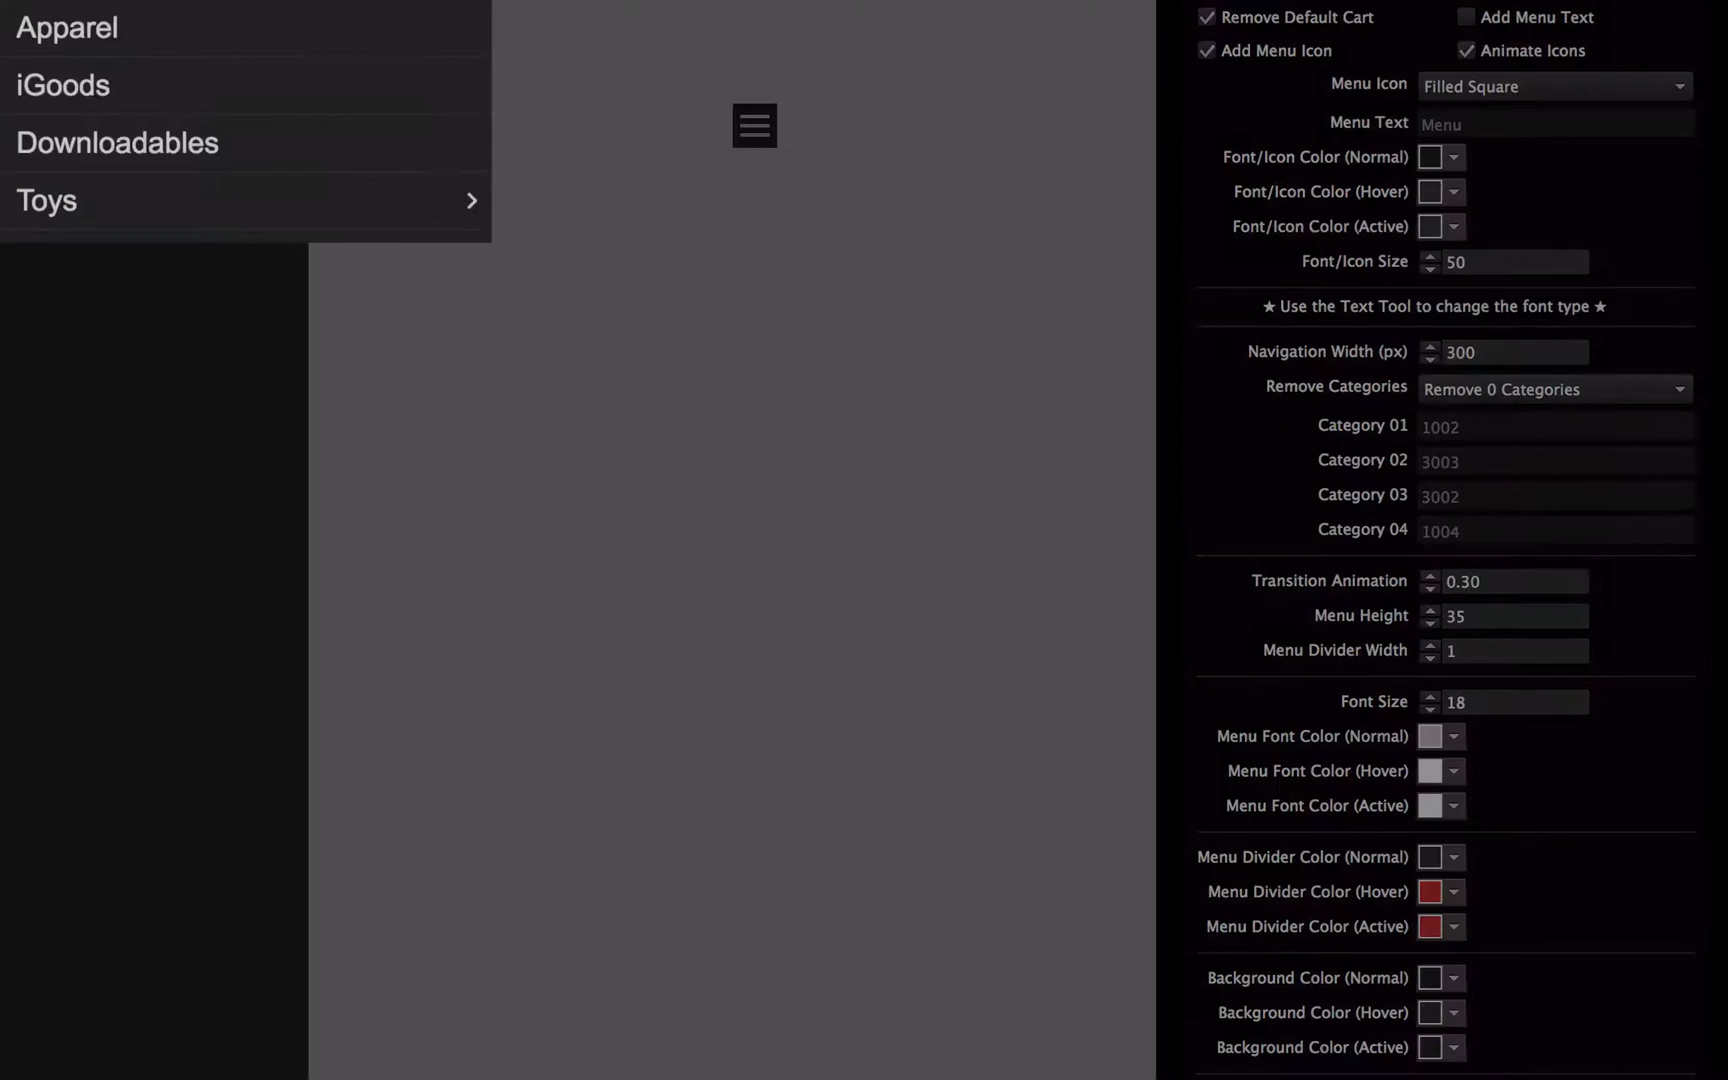 Apparel
iGoods
Downloadables
Toys
Remove Default Cart
Add Menu Text
Add Menu Icon
Animate Icons
Menu Icon Filled Square
Menu Text Menu
Font/Icon Color (Normal)
Font/Icon Color (Hover)
Font/Icon Color (Active)
Font/Icon Size 50
★ Use the Text Tool to change the font type ★
Navigation Width (px) 300
Remove Categories Remove 0 Categories
Category 01 1002
Category 02 3003
Category 03 3002
Category 04 1004
Transition Animation 0.30
Menu Height 35
Menu Divider Width 1
Font Size 18
Menu Font Color (Normal)
Menu Font Color (Hover)
Menu Font Color (Active)
Menu Divider Color (Normal)
Menu Divider Color (Hover)
Menu Divider Color (Active)
Background Color (Normal)
Background Color (Hover)
Background Color (Active)